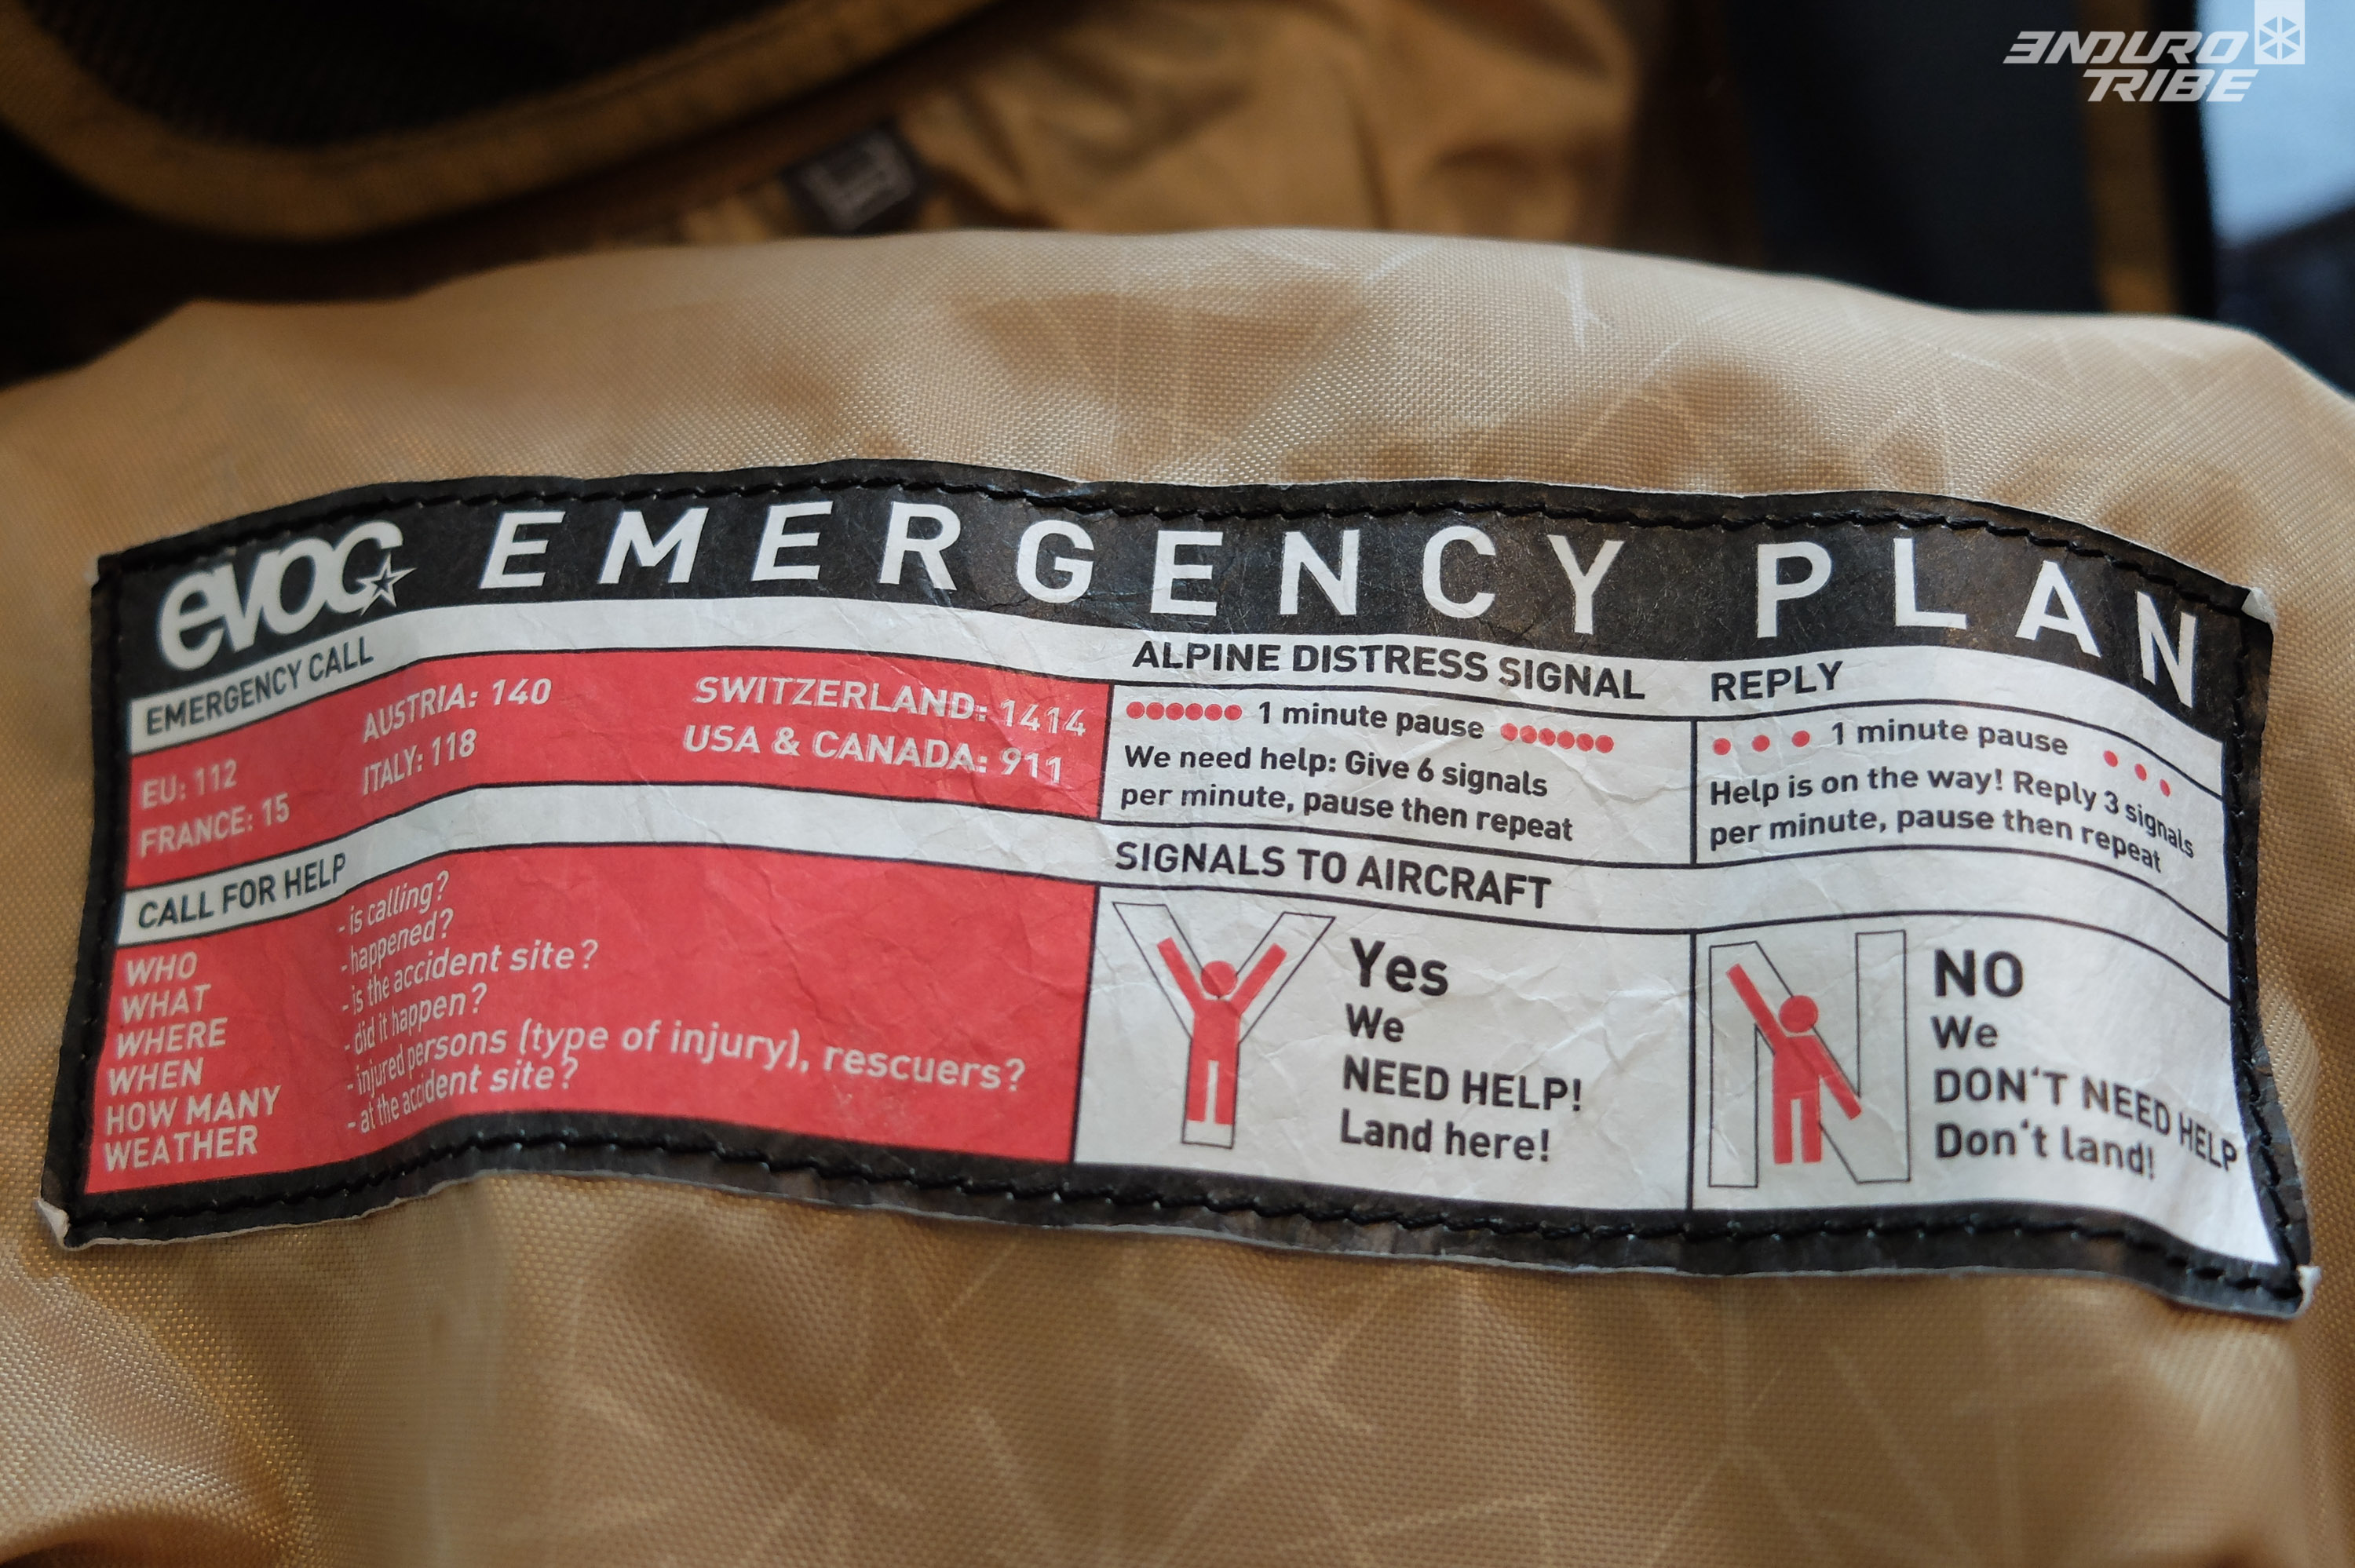 ENDURO
TRIBE
evoc EMERGENCY PLAN
EMERGENCY CALL
EU: 112
FRANCE: 15
AUSTRIA: 140
ITALY: 118
SWITZERLAND: 1414
USA & CANADA: 911
CALL FOR HELP
WHO - is calling?
WHAT - happened?
WHERE - is the accident site?
WHEN - did it happen?
HOW MANY - injured persons (type of injury), rescuers?
WEATHER - at the accident site?
ALPINE DISTRESS SIGNAL
1 minute pause
We need help: Give 6 signals
per minute, pause then repeat
REPLY
1 minute pause
Help is on the way! Reply 3 signals
per minute, pause then repeat
SIGNALS TO AIRCRAFT
Y
Yes
We
NEED HELP!
Land here!
N
NO
We
DON'T NEED HELP
Don't land!